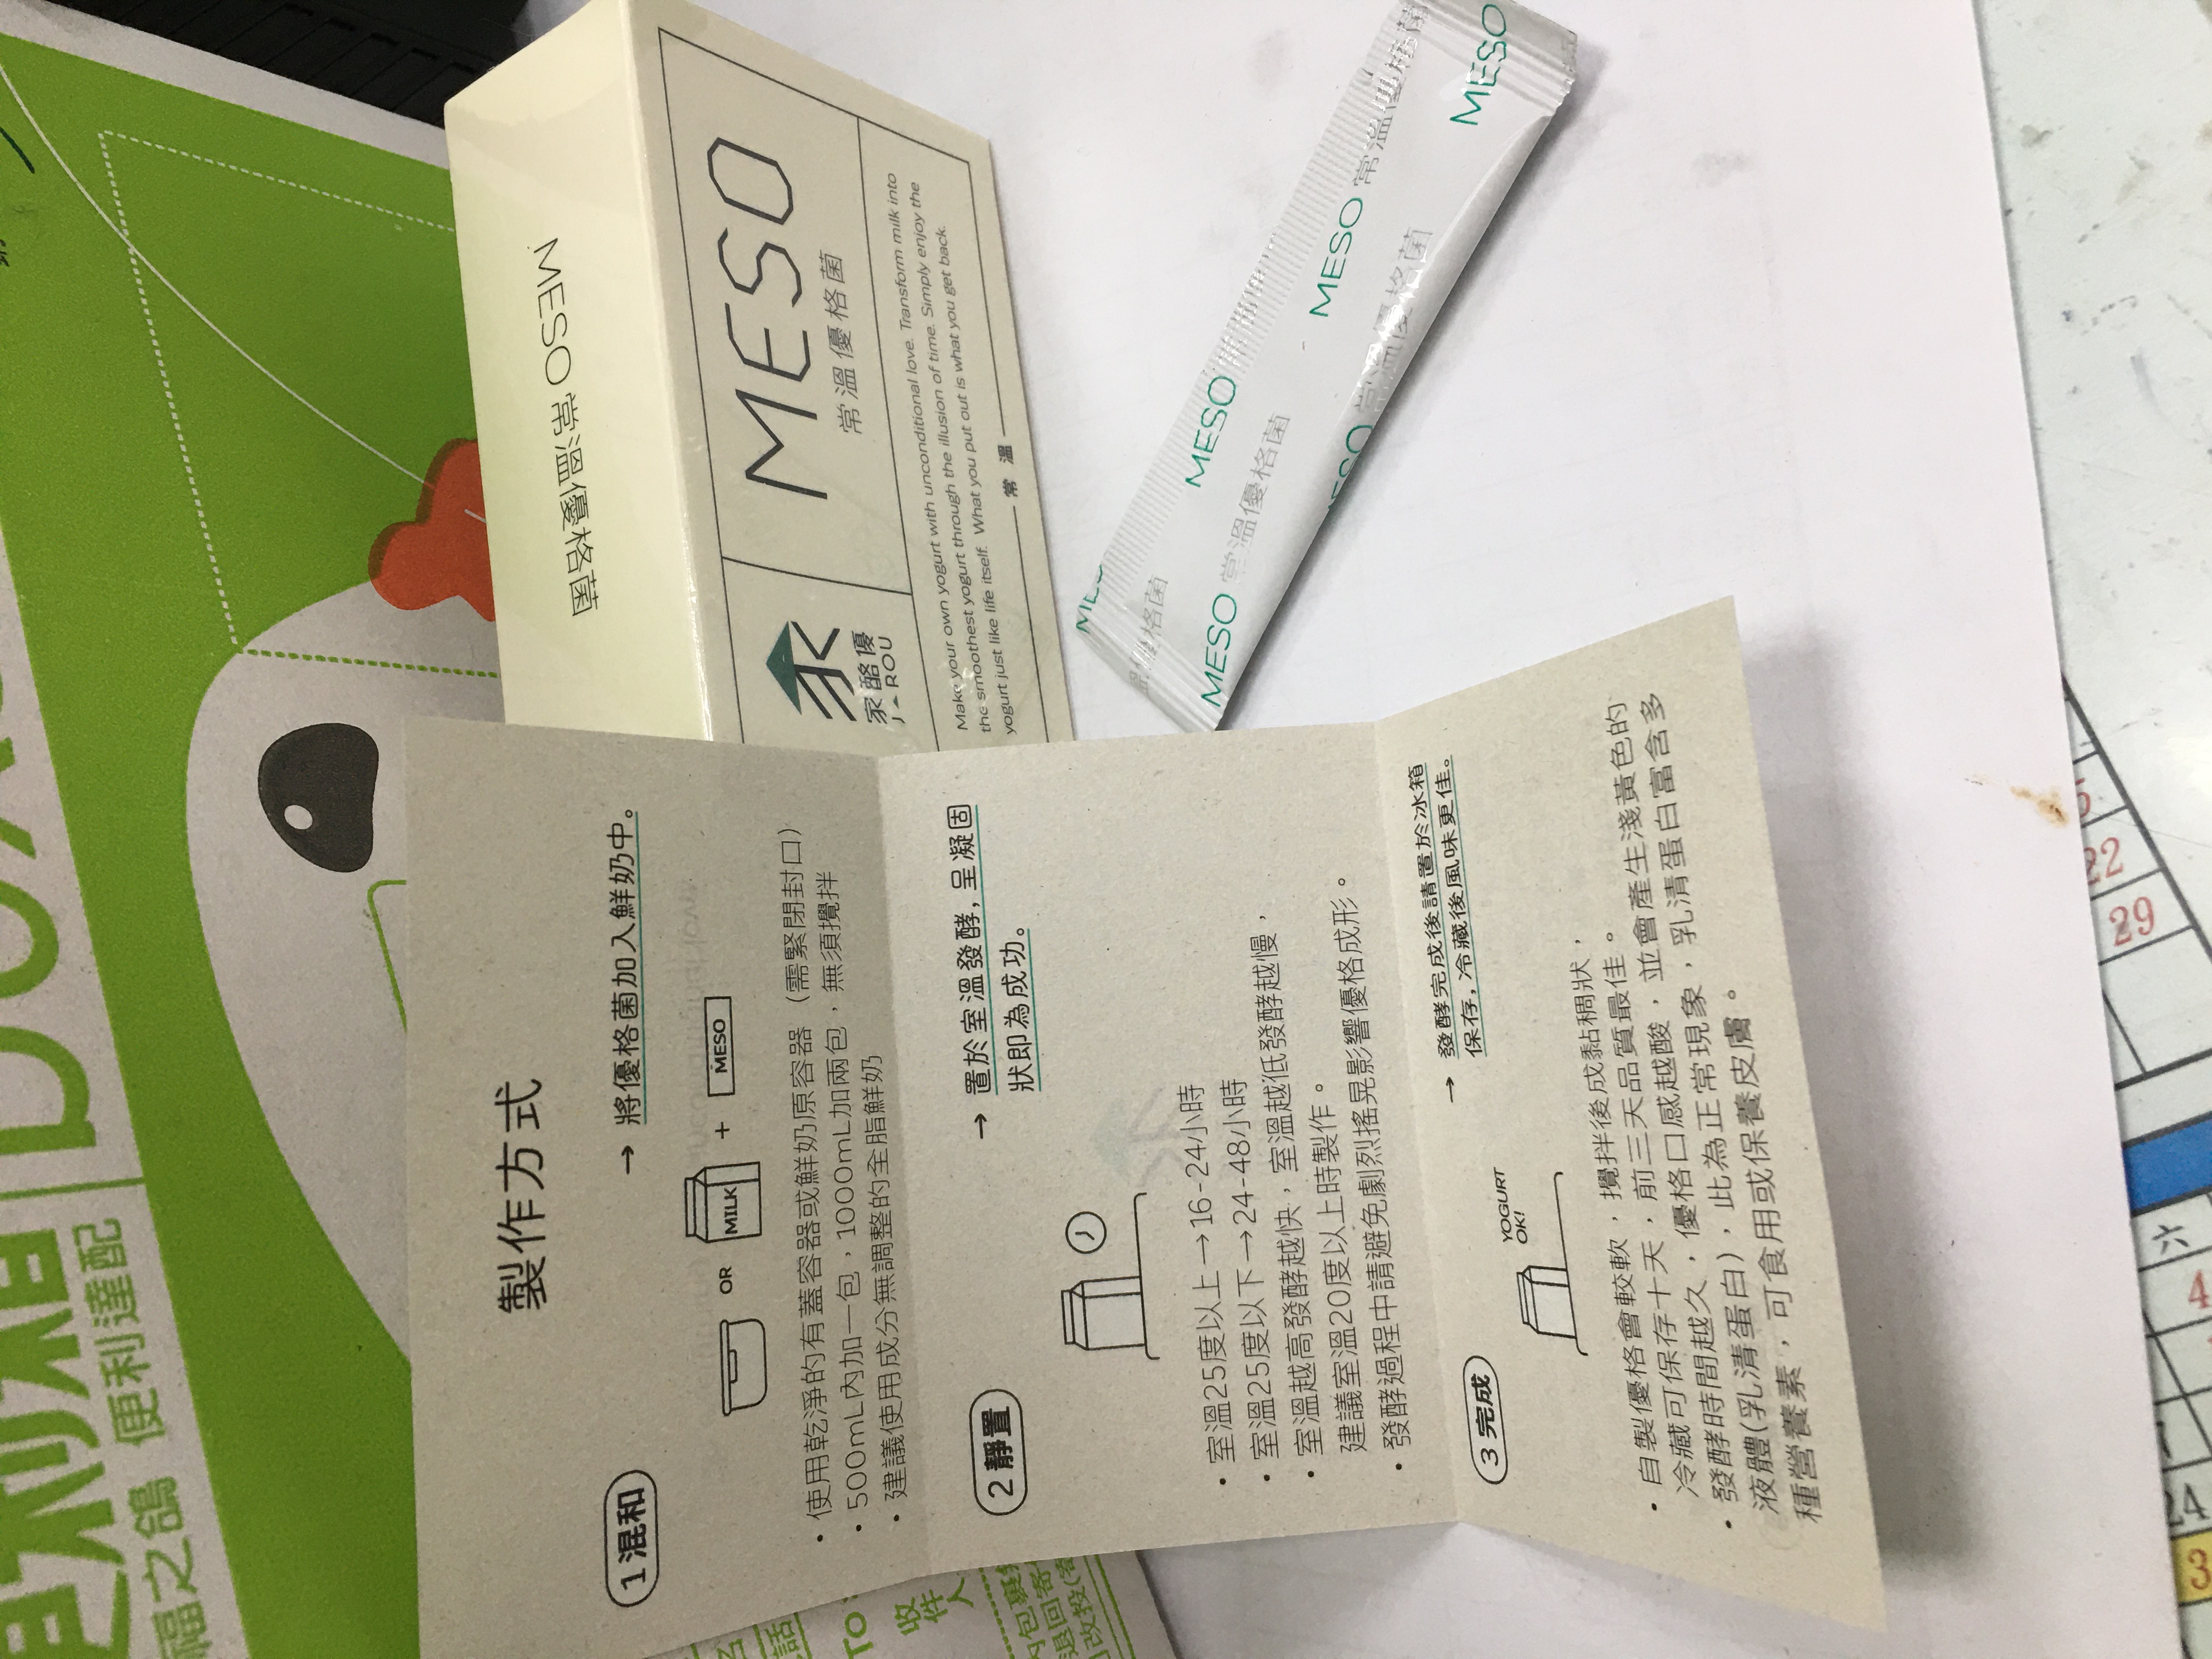 製作方式
1 混和
→ 將優格菌加入鮮奶中。
OR
MILK
+
MESO
・使用乾淨的有蓋容器或鮮奶原容器（需緊閉封口）
・500mL內加一包，1000mL加兩包，無須攪拌
・建議使用成分無調整的全脂鮮奶
2 靜置
→ 置於室溫發酵，呈凝固
狀即為成功。
・室溫25度以上→16-24小時
・室溫25度以下→24-48小時
・室溫越高發酵越快，室溫越低發酵越慢，
建議室溫20度以上時製作。
・發酵過程中請避免劇烈搖晃影響優格成形。
3 完成
→ 發酵完成後請置於冰箱
保存，冷藏後風味更佳。
YOGURT
OK!
・自製優格會較軟，攪拌後成黏稠狀，
冷藏可保存十天，前三天品質最佳。
・發酵時間越久，優格口感越酸，並會產生淺黃色的
液體(乳清蛋白)，此為正常現象，乳清蛋白富含多
種營養素，可食用或保養皮膚。
MESO 常溫優格菌
家酪優
MESO
常溫優格菌
Make your own yogurt with unconditional love. Transform milk into
the smoothest yogurt through the illusion of time. Simply enjoy the
yogurt just like life itself. What you put out is what you get back.
常溫
MESO
MESO 常溫優格菌
MESO
MESO 常溫優格菌
MESO
便利達配
福之鴿
TO
收件人
22
29
六
4
3